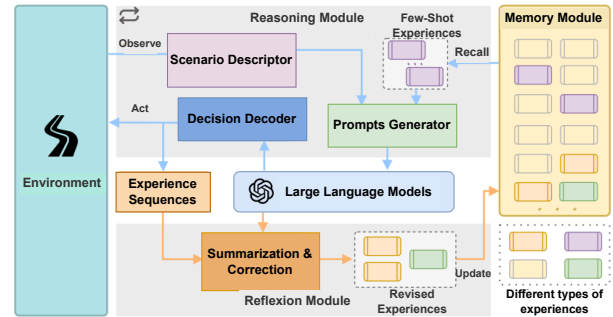 Reasoning Module
Few-Shot
Experiences
Memory Module
Observe
Recall
Scenario Descriptor
Act
Decision Decoder
Prompts Generator
Environment
Experience
Sequences
Large Language Models
Summarization &
Correction
Update
Reflexion Module
Revised
Experiences
Different types of
experiences